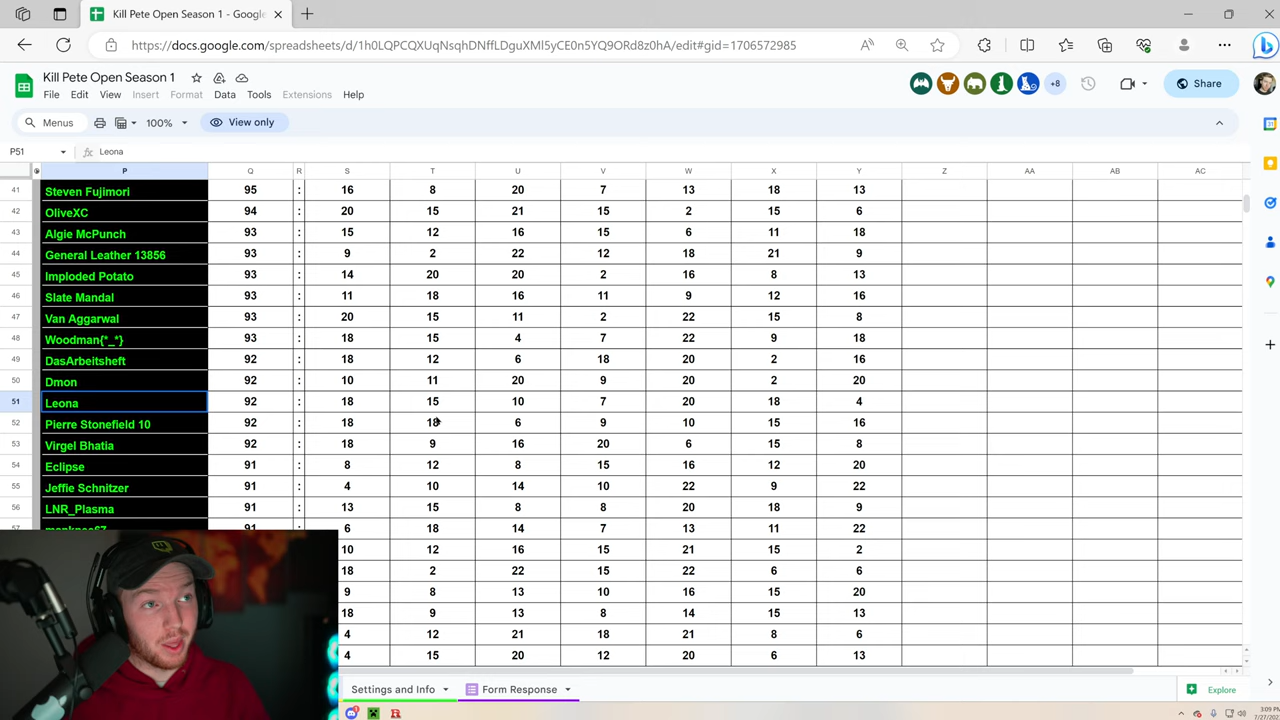 Kill Pete Open Season 1 - Google
https://docs.google.com/spreadsheets/d/1h0LQPCQXUqNsqhDNffLDguXMI5yCE0n5YQ9ORd8z0hA/edit#gid=1706572985
Kill Pete Open Season 1
File Edit View Insert Format Data Tools Extensions Help
+8
Share
Menus 100% View only
P51 Leona
P Q R S T U V W X Y Z AA AB AC
41 Steven Fujimori 95 : 16 8 20 7 13 18 13
42 OliveXC 94 : 20 15 21 15 2 15 6
43 Algie McPunch 93 : 15 12 16 15 6 11 18
44 General Leather 13856 93 : 9 2 22 12 18 21 9
45 Imploded Potato 93 : 14 20 20 2 16 8 13
46 Slate Mandal 93 : 11 18 16 11 9 12 16
47 Van Aggarwal 93 : 20 15 11 2 22 15 8
48 Woodman{*_*} 93 : 18 15 4 7 22 9 18
49 DasArbeitsheft 92 : 18 12 6 18 20 2 16
50 Dmon 92 : 10 11 20 9 20 2 20
51 Leona 92 : 18 15 10 7 20 18 4
52 Pierre Stonefield 10 92 : 18 18 6 9 10 15 16
53 Virgel Bhatia 92 : 18 9 16 20 6 15 8
54 Eclipse 91 : 8 12 8 15 16 12 20
55 Jeffie Schnitzer 91 : 4 10 14 10 22 9 22
56 LNR_Plasma 91 : 13 15 8 8 20 18 9
57 91 : 6 18 14 7 13 11 22
10 12 16 15 21 15 2
18 2 22 15 22 6 6
9 8 13 10 16 15 20
18 9 13 8 14 15 13
4 12 21 18 21 8 6
4 15 20 12 20 6 13
Settings and Info Form Response Explore
3:09 PM